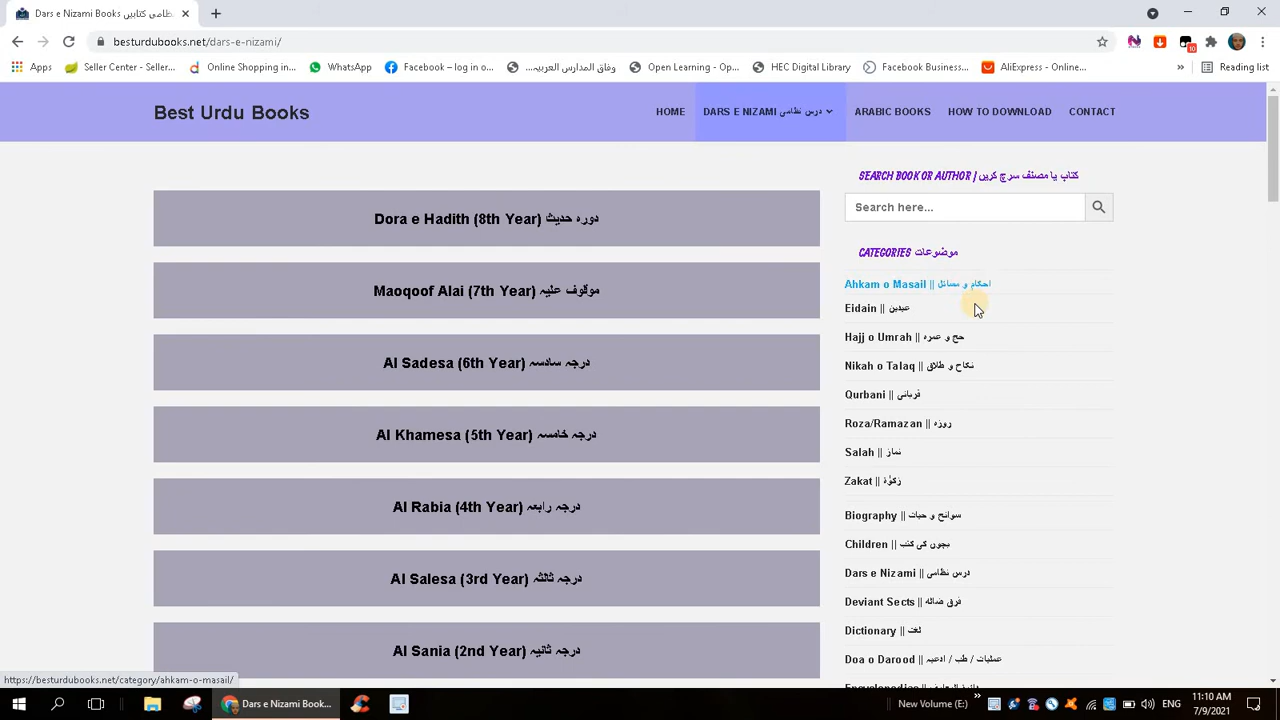 Dars e Nizami Books درس نظامی کتابیں
besturdubooks.net/dars-e-nizami/
10
Apps
Seller Center - Seller...
Online Shopping in...
WhatsApp
Facebook – log in o...
وفاق المدارس العربیہ...
Open Learning - Op...
HEC Digital Library
Facebook Business...
AliExpress - Online...
»
Reading list
Best Urdu Books
HOME
DARS E NIZAMI درس نظامی
ARABIC BOOKS
HOW TO DOWNLOAD
CONTACT
SEARCH BOOK OR AUTHOR | کتاب یا مصنف سرچ کریں
Search here...
CATEGORIES موضوعات
Ahkam o Masail || احکام و مسائل
Eidain || عیدین
Hajj o Umrah || حج و عمرہ
Nikah o Talaq || نکاح و طلاق
Qurbani || قربانی
Roza/Ramazan || روزہ
Salah || نماز
Zakat || زکوٰۃ
Biography || سوانح و حیات
Children || بچوں کی کتب
Dars e Nizami || درس نظامی
Deviant Sects || فرق ضالہ
Dictionary || لغت
Doa o Darood || عملیات / طب / ادعیہ
Dora e Hadith (8th Year) دورہ حدیث
Maoqoof Alai (7th Year) موقوف علیہ
Al Sadesa (6th Year) درجہ سادسہ
Al Khamesa (5th Year) درجہ خامسہ
Al Rabia (4th Year) درجہ رابعہ
Al Salesa (3rd Year) درجہ ثالثہ
Al Sania (2nd Year) درجہ ثانیہ
https://besturdubooks.net/category/ahkam-o-masail/
Dars e Nizami Book...
New Volume (E:)
»
ENG
11:10 AM
7/9/2021